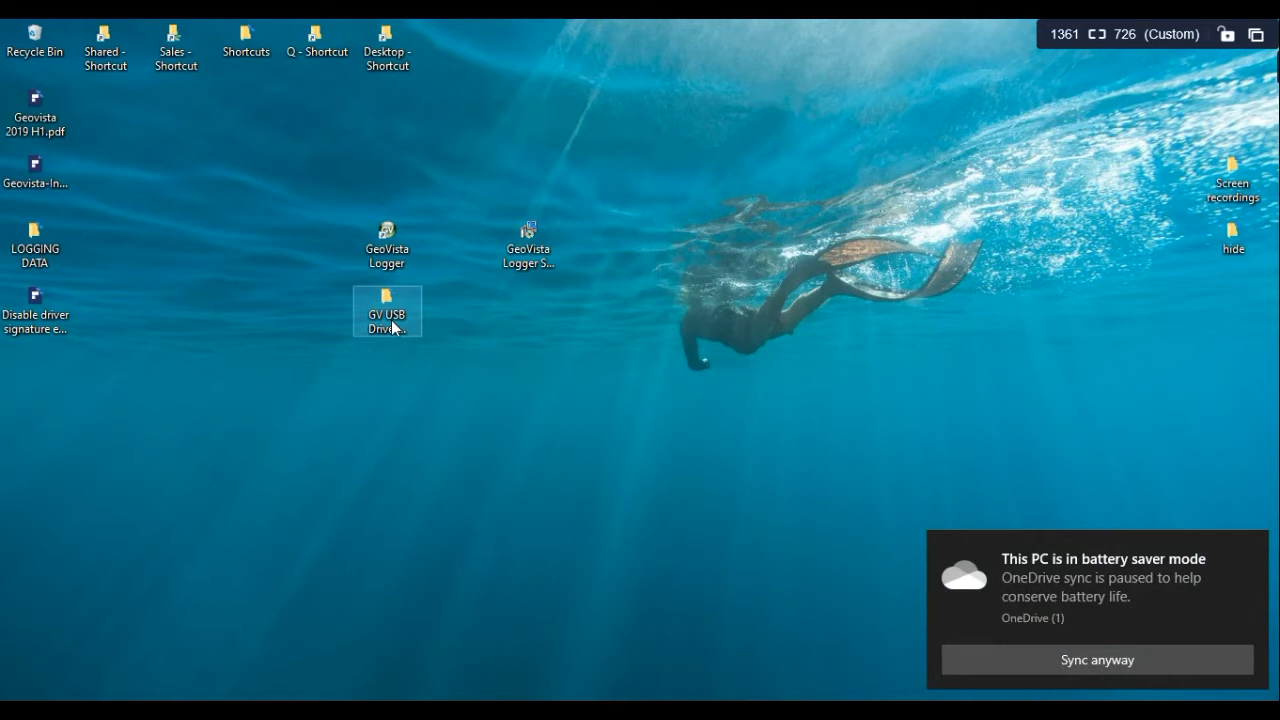 1361 726 (Custom)
Recycle Bin
Shared -
Shortcut
Sales -
Shortcut
Shortcuts
Q - Shortcut
Desktop -
Shortcut
Geovista
2019 H1.pdf
Geovista-In...
LOGGING
DATA
Disable driver
signature e...
GeoVista
Logger
GeoVista
Logger S...
GV USB
Drive...
Screen
recordings
hide
This PC is in battery saver mode
OneDrive sync is paused to help
conserve battery life.
OneDrive (1)
Sync anyway